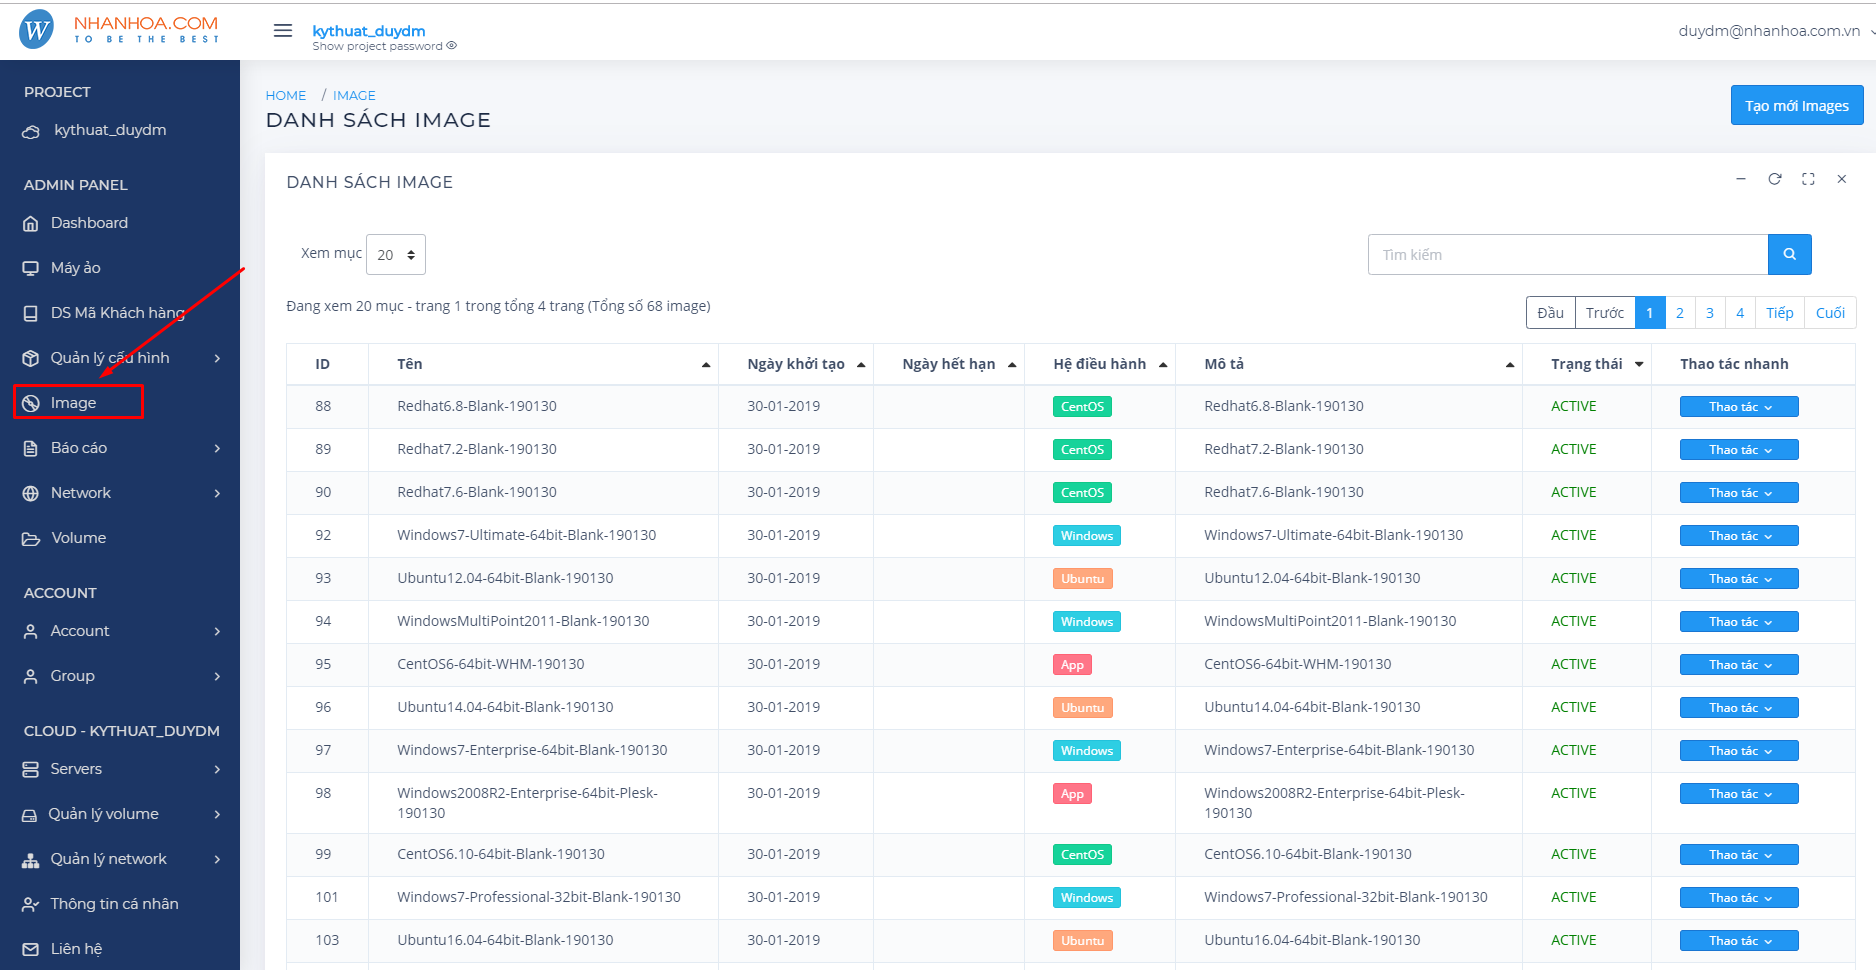 W
NHANHOA.COM
TO BE THE BEST
kythuat_duydm
Show project password
duydm@nhanhoa.com.vn
PROJECT
kythuat_duydm
ADMIN PANEL
Dashboard
Máy ảo
DS Mã Khách hàng
Quản lý cấu hình
Image
Báo cáo
Network
Volume
ACCOUNT
Account
Group
CLOUD - KYTHUAT_DUYDM
Servers
Quản lý volume
Quản lý network
Thông tin cá nhân
Liên hệ
HOME / IMAGE
DANH SÁCH IMAGE
Tạo mới Images
DANH SÁCH IMAGE
Xem mục 20
Tìm kiếm
Đang xem 20 mục - trang 1 trong tổng 4 trang (Tổng số 68 image)
Đầu Trước 1 2 3 4 Tiếp Cuối
ID Tên Ngày khởi tạo Ngày hết hạn Hệ điều hành Mô tả Trạng thái Thao tác nhanh
88 Redhat6.8-Blank-190130 30-01-2019 CentOS Redhat6.8-Blank-190130 ACTIVE Thao tác
89 Redhat7.2-Blank-190130 30-01-2019 CentOS Redhat7.2-Blank-190130 ACTIVE Thao tác
90 Redhat7.6-Blank-190130 30-01-2019 CentOS Redhat7.6-Blank-190130 ACTIVE Thao tác
92 Windows7-Ultimate-64bit-Blank-190130 30-01-2019 Windows Windows7-Ultimate-64bit-Blank-190130 ACTIVE Thao tác
93 Ubuntu12.04-64bit-Blank-190130 30-01-2019 Ubuntu Ubuntu12.04-64bit-Blank-190130 ACTIVE Thao tác
94 WindowsMultiPoint2011-Blank-190130 30-01-2019 Windows WindowsMultiPoint2011-Blank-190130 ACTIVE Thao tác
95 CentOS6-64bit-WHM-190130 30-01-2019 App CentOS6-64bit-WHM-190130 ACTIVE Thao tác
96 Ubuntu14.04-64bit-Blank-190130 30-01-2019 Ubuntu Ubuntu14.04-64bit-Blank-190130 ACTIVE Thao tác
97 Windows7-Enterprise-64bit-Blank-190130 30-01-2019 Windows Windows7-Enterprise-64bit-Blank-190130 ACTIVE Thao tác
98 Windows2008R2-Enterprise-64bit-Plesk- 30-01-2019 App Windows2008R2-Enterprise-64bit-Plesk- ACTIVE Thao tác
190130 190130
99 CentOS6.10-64bit-Blank-190130 30-01-2019 CentOS CentOS6.10-64bit-Blank-190130 ACTIVE Thao tác
101 Windows7-Professional-32bit-Blank-190130 30-01-2019 Windows Windows7-Professional-32bit-Blank-190130 ACTIVE Thao tác
103 Ubuntu16.04-64bit-Blank-190130 30-01-2019 Ubuntu Ubuntu16.04-64bit-Blank-190130 ACTIVE Thao tác